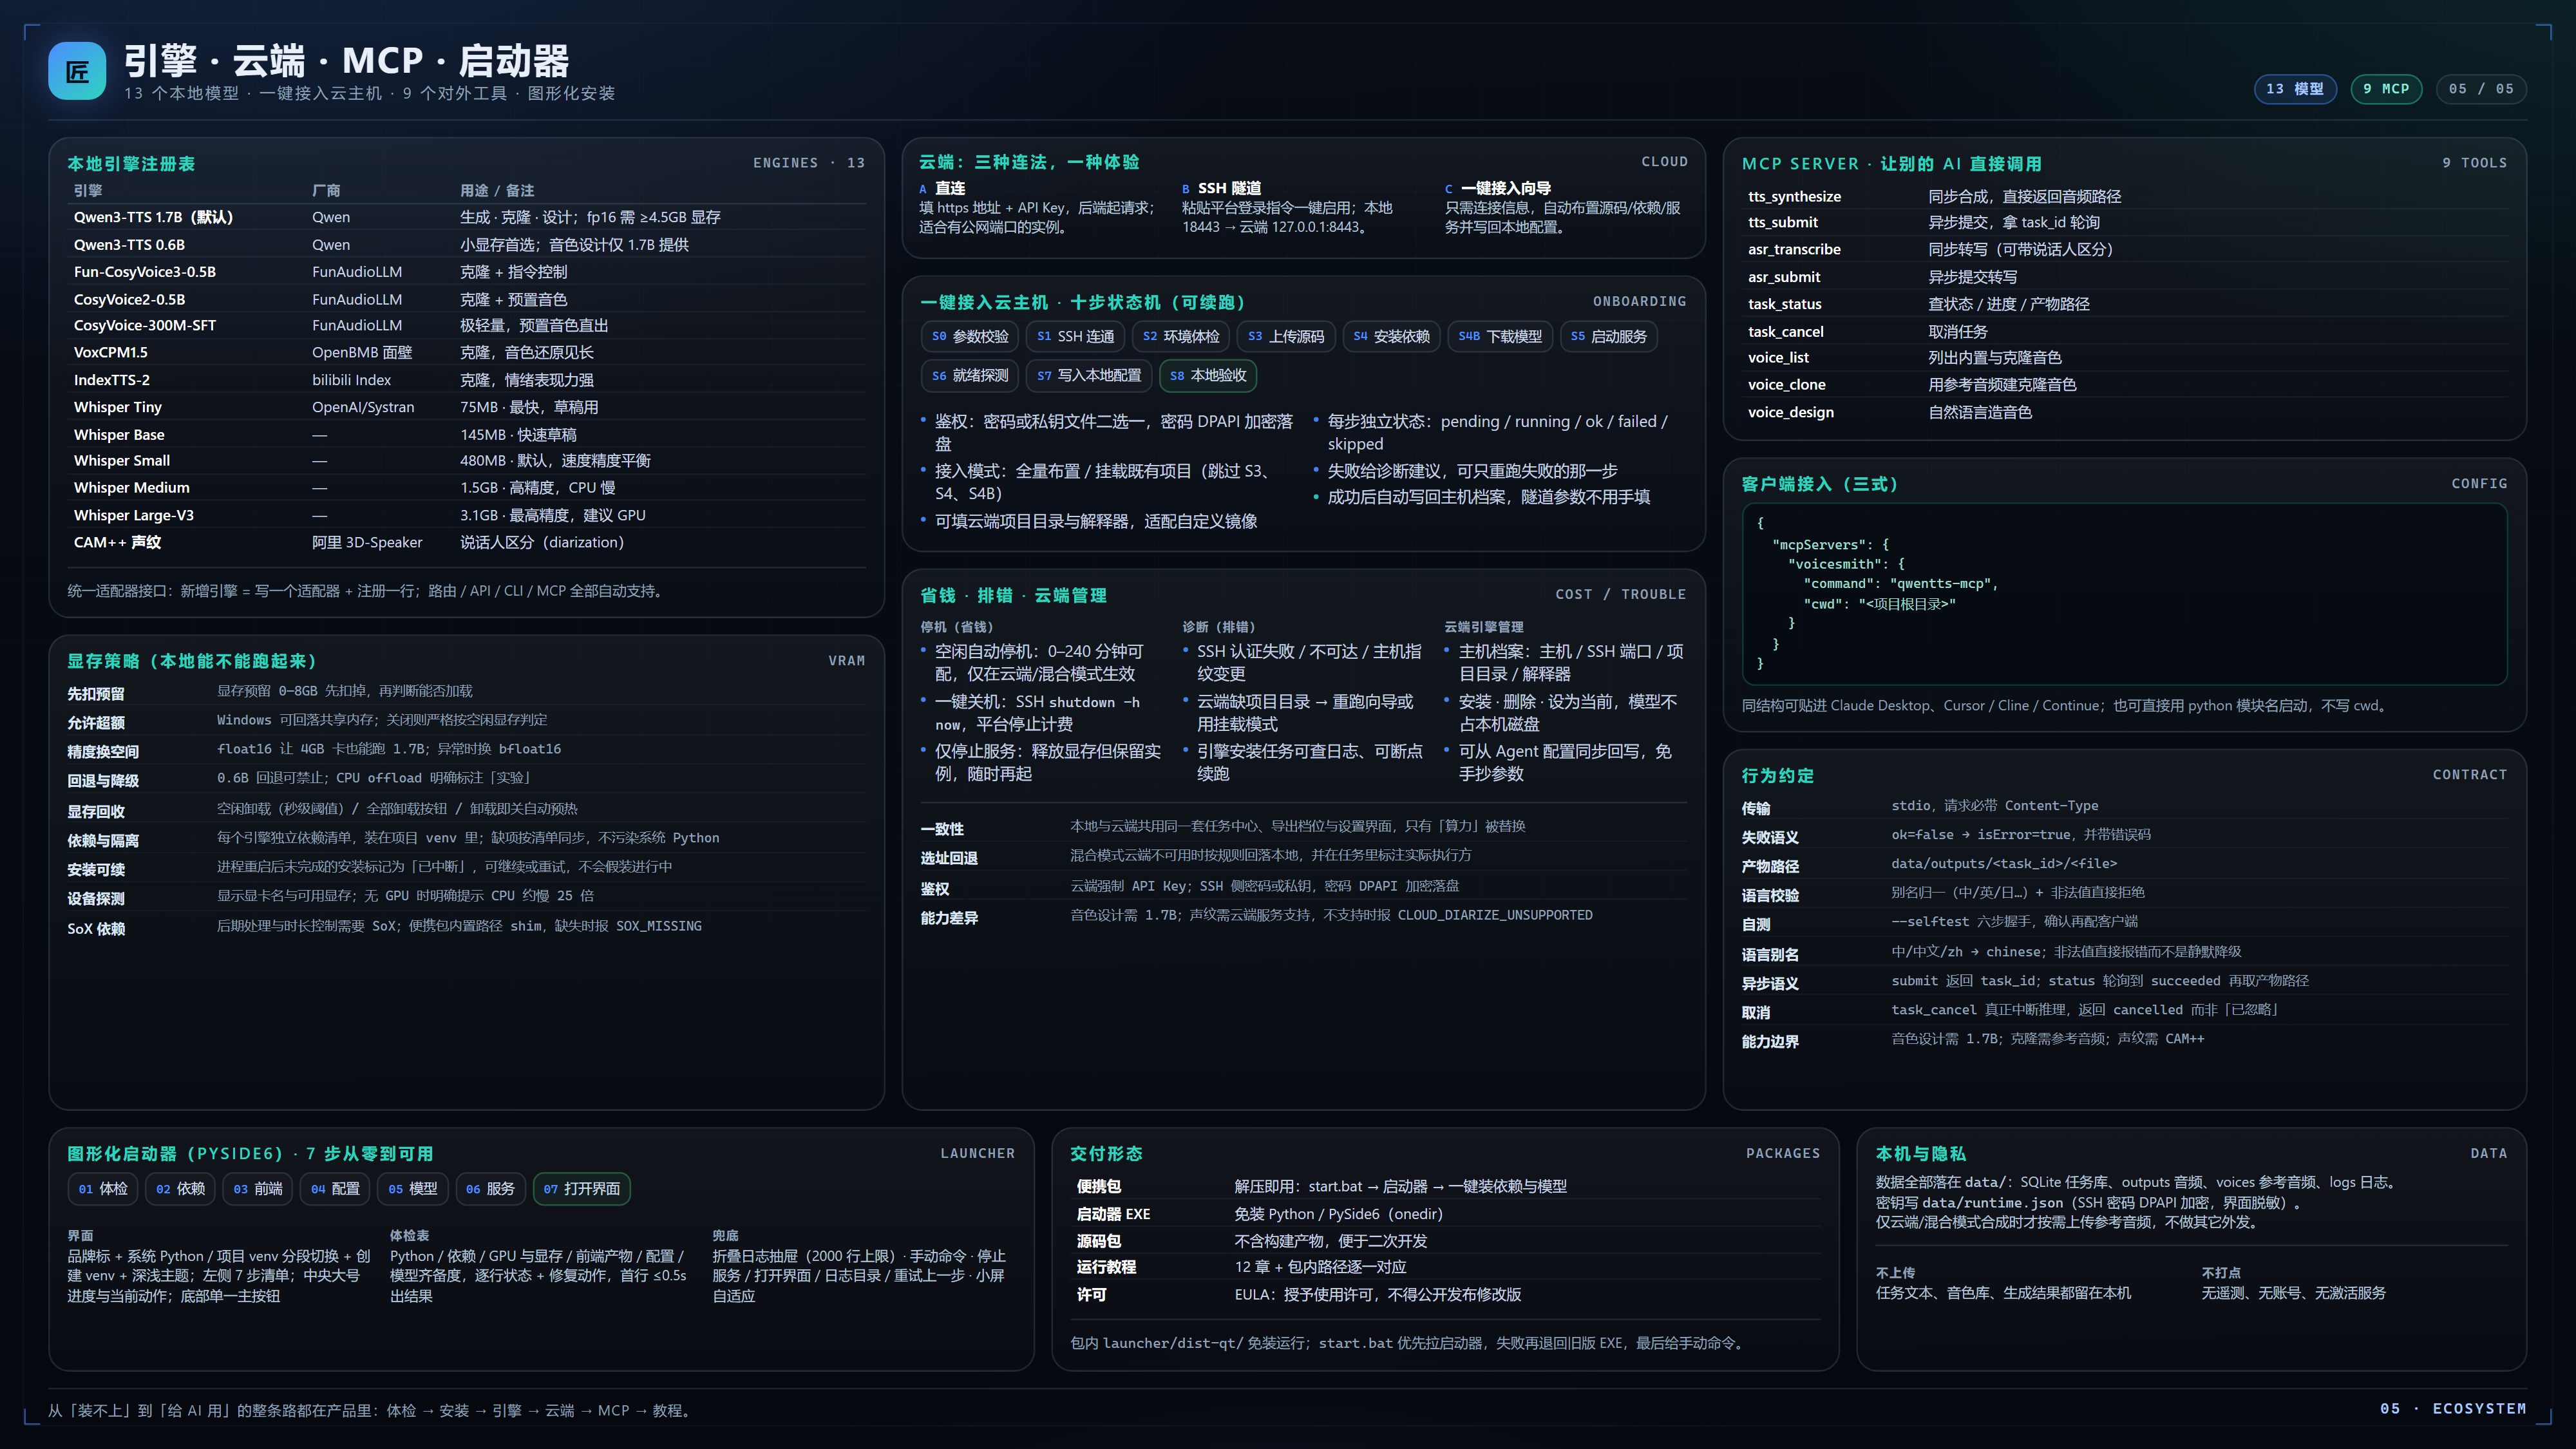 匠
引擎 · 云端 · MCP · 启动器
13 个本地模型 · 一键接入云主机 · 9 个对外工具 · 图形化安装
13 模型
9 MCP
05 / 05
本地引擎注册表
ENGINES · 13
引擎 厂商 用途 / 备注
Qwen3-TTS 1.7B（默认） Qwen 生成 · 克隆 · 设计；fp16 需 ≥4.5GB 显存
Qwen3-TTS 0.6B Qwen 小显存首选；音色设计仅 1.7B 提供
Fun-CosyVoice3-0.5B FunAudioLLM 克隆 + 指令控制
CosyVoice2-0.5B FunAudioLLM 克隆 + 预置音色
CosyVoice-300M-SFT FunAudioLLM 极轻量，预置音色直出
VoxCPM1.5 OpenBMB 面壁 克隆，音色还原见长
IndexTTS-2 bilibili Index 克隆，情绪表现力强
Whisper Tiny OpenAI/Systran 75MB · 最快，草稿用
Whisper Base — 145MB · 快速草稿
Whisper Small — 480MB · 默认，速度精度平衡
Whisper Medium — 1.5GB · 高精度，CPU 慢
Whisper Large-V3 — 3.1GB · 最高精度，建议 GPU
CAM++ 声纹 阿里 3D-Speaker 说话人区分（diarization）
统一适配器接口：新增引擎 = 写一个适配器 + 注册一行；路由 / API / CLI / MCP 全部自动支持。
显存策略（本地能不能跑起来）
VRAM
先扣预留 显存预留 0–8GB 先扣掉，再判断能否加载
允许超额 Windows 可回落共享内存；关闭则严格按空闲显存判定
精度换空间 float16 让 4GB 卡也能跑 1.7B；异常时换 bfloat16
回退与降级 0.6B 回退可禁止；CPU offload 明确标注「实验」
显存回收 空闲卸载（秒级阈值）/ 全部卸载按钮 / 卸载即关自动预热
依赖与隔离 每个引擎独立依赖清单，装在项目 venv 里；缺项按清单同步，不污染系统 Python
安装可续 进程重启后未完成的安装标记为「已中断」，可继续或重试，不会假装进行中
设备探测 显示显卡名与可用显存；无 GPU 时明确提示 CPU 约慢 25 倍
SoX 依赖 后期处理与时长控制需要 SoX；便携包内置路径 shim，缺失时报 SOX_MISSING
云端：三种连法，一种体验
CLOUD
A 直连
填 https 地址 + API Key，后端起请求；
适合有公网端口的实例。
B SSH 隧道
粘贴平台登录指令一键启用；本地
18443 → 云端 127.0.0.1:8443。
C 一键接入向导
只需连接信息，自动布置源码/依赖/服
务并写回本地配置。
一键接入云主机 · 十步状态机（可续跑）
ONBOARDING
S0 参数校验
S1 SSH 连通
S2 环境体检
S3 上传源码
S4 安装依赖
S4B 下载模型
S5 启动服务
S6 就绪探测
S7 写入本地配置
S8 本地验收
• 鉴权：密码或私钥文件二选一，密码 DPAPI 加密落
盘
• 接入模式：全量布置 / 挂载既有项目（跳过 S3、
S4、S4B）
• 可填云端项目目录与解释器，适配自定义镜像
• 每步独立状态：pending / running / ok / failed /
skipped
• 失败给诊断建议，可只重跑失败的那一步
• 成功后自动写回主机档案，隧道参数不用手填
省钱 · 排错 · 云端管理
COST / TROUBLE
停机（省钱）
• 空闲自动停机：0–240 分钟可
配，仅在云端/混合模式生效
• 一键关机：SSH shutdown -h
now，平台停止计费
• 仅停止服务：释放显存但保留实
例，随时再起
诊断（排错）
• SSH 认证失败 / 不可达 / 主机指
纹变更
• 云端缺项目目录 → 重跑向导或
用挂载模式
• 引擎安装任务可查日志、可断点
续跑
云端引擎管理
• 主机档案：主机 / SSH 端口 / 项
目目录 / 解释器
• 安装 · 删除 · 设为当前，模型不
占本机磁盘
• 可从 Agent 配置同步回写，免
手抄参数
一致性 本地与云端共用同一套任务中心、导出档位与设置界面，只有「算力」被替换
选址回退 混合模式云端不可用时按规则回落本地，并在任务里标注实际执行方
鉴权 云端强制 API Key；SSH 侧密码或私钥，密码 DPAPI 加密落盘
能力差异 音色设计需 1.7B；声纹需云端服务支持，不支持时报 CLOUD_DIARIZE_UNSUPPORTED
MCP SERVER · 让别的 AI 直接调用
9 TOOLS
tts_synthesize 同步合成，直接返回音频路径
tts_submit 异步提交，拿 task_id 轮询
asr_transcribe 同步转写（可带说话人区分）
asr_submit 异步提交转写
task_status 查状态 / 进度 / 产物路径
task_cancel 取消任务
voice_list 列出内置与克隆音色
voice_clone 用参考音频建克隆音色
voice_design 自然语言造音色
客户端接入（三式）
CONFIG
{
"mcpServers": {
"voicesmith": {
"command": "qwentts-mcp",
"cwd": "<项目根目录>"
}
}
}
同结构可贴进 Claude Desktop、Cursor / Cline / Continue；也可直接用 python 模块名启动，不写 cwd。
行为约定
CONTRACT
传输 stdio，请求必带 Content-Type
失败语义 ok=false → isError=true，并带错误码
产物路径 data/outputs/<task_id>/<file>
语言校验 别名归一（中/英/日…）+ 非法值直接拒绝
自测 --selftest 六步握手，确认再配客户端
语言别名 中/中文/zh → chinese；非法值直接报错而不是静默降级
异步语义 submit 返回 task_id；status 轮询到 succeeded 再取产物路径
取消 task_cancel 真正中断推理，返回 cancelled 而非「已忽略」
能力边界 音色设计需 1.7B；克隆需参考音频；声纹需 CAM++
图形化启动器（PYSIDE6）· 7 步从零到可用
LAUNCHER
01 体检
02 依赖
03 前端
04 配置
05 模型
06 服务
07 打开界面
界面
品牌标 + 系统 Python / 项目 venv 分段切换 + 创
建 venv + 深浅主题；左侧 7 步清单；中央大号
进度与当前动作；底部单一主按钮
体检表
Python / 依赖 / GPU 与显存 / 前端产物 / 配置 /
模型齐备度，逐行状态 + 修复动作，首行 ≤0.5s
出结果
兜底
折叠日志抽屉（2000 行上限）· 手动命令 · 停止
服务 / 打开界面 / 日志目录 / 重试上一步 · 小屏
自适应
交付形态
PACKAGES
便携包 解压即用：start.bat → 启动器 → 一键装依赖与模型
启动器 EXE 免装 Python / PySide6（onedir）
源码包 不含构建产物，便于二次开发
运行教程 12 章 + 包内路径逐一对应
许可 EULA：授予使用许可，不得公开发布修改版
包内 launcher/dist-qt/ 免装运行；start.bat 优先拉启动器，失败再退回旧版 EXE，最后给手动命令。
本机与隐私
DATA
数据全部落在 data/：SQLite 任务库、outputs 音频、voices 参考音频、logs 日志。
密钥写 data/runtime.json（SSH 密码 DPAPI 加密，界面脱敏）。
仅云端/混合模式合成时才按需上传参考音频，不做其它外发。
不上传
任务文本、音色库、生成结果都留在本机
不打点
无遥测、无账号、无激活服务
从「装不上」到「给 AI 用」的整条路都在产品里：体检 → 安装 → 引擎 → 云端 → MCP → 教程。
05 · ECOSYSTEM